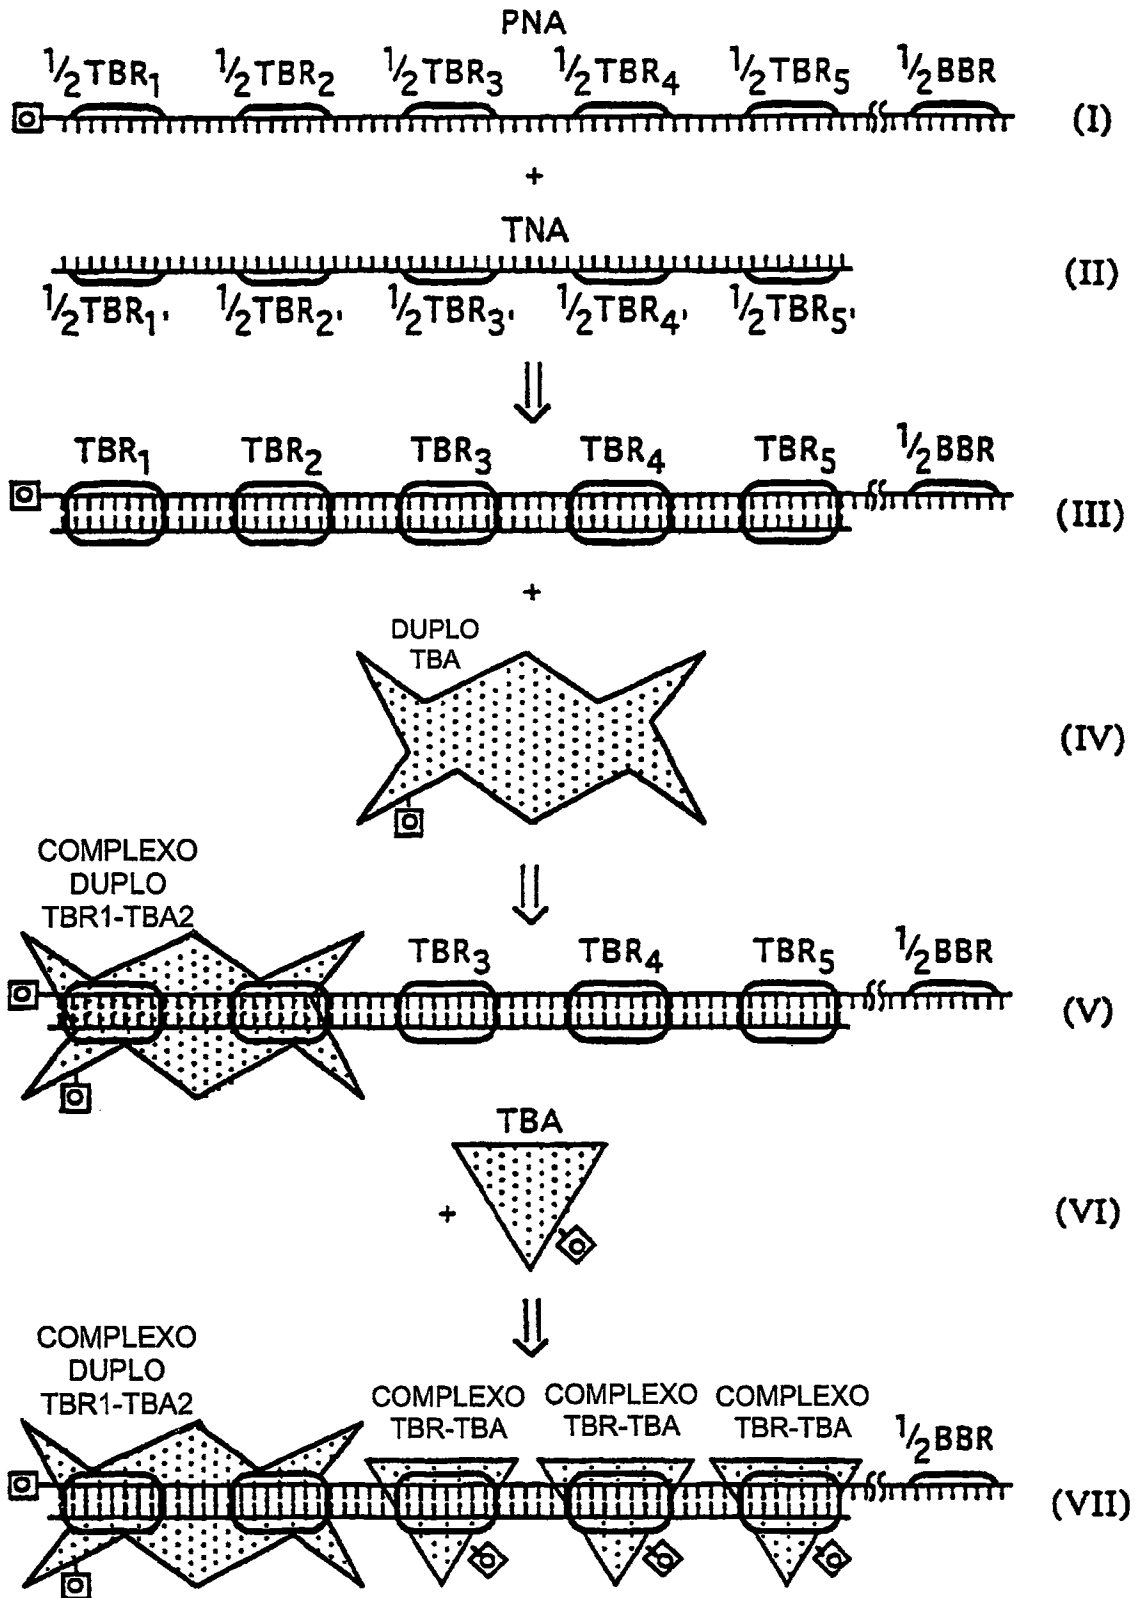 PNA
1/2TBR1 1/2TBR2 1/2TBR3 1/2TBR4 1/2TBR5 1/2BBR
(I)
+
TNA
(II)
1/2TBR1' 1/2TBR2' 1/2TBR3' 1/2TBR4' 1/2TBR5'
TBR1 TBR2 TBR3 TBR4 TBR5 1/2BBR
(III)
+
DUPLO
TBA
(IV)
COMPLEXO
DUPLO
TBR1-TBA2
TBR3 TBR4 TBR5 1/2BBR
(V)
TBA
+
(VI)
COMPLEXO
DUPLO
TBR1-TBA2
COMPLEXO
TBR-TBA
COMPLEXO
TBR-TBA
COMPLEXO
TBR-TBA
1/2BBR
(VII)